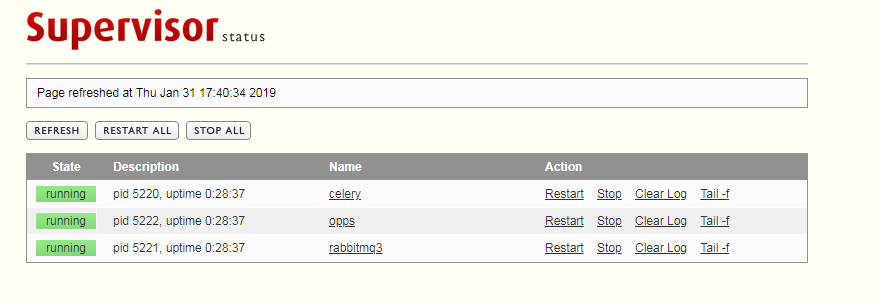 Supervisor status
Page refreshed at Thu Jan 31 17:40:34 2019
REFRESH RESTART ALL STOP ALL
State Description Name Action
running pid 5220, uptime 0:28:37 celery Restart Stop Clear Log Tail -f
running pid 5222, uptime 0:28:37 opps Restart Stop Clear Log Tail -f
running pid 5221, uptime 0:28:37 rabbitmq3 Restart Stop Clear Log Tail -f